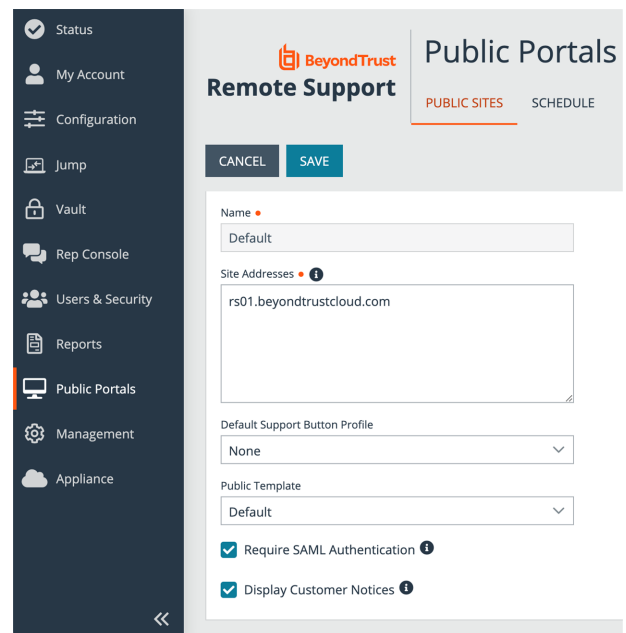 Status
My Account
Configuration
Jump
Vault
Rep Console
Users & Security
Reports
Public Portals
Management
Appliance
BeyondTrust
Remote Support
Public Portals
PUBLIC SITES
SCHEDULE
CANCEL
SAVE
Name
Default
Site Addresses
rs01.beyondtrustcloud.com
Default Support Button Profile
None
Public Template
Default
Require SAML Authentication
Display Customer Notices